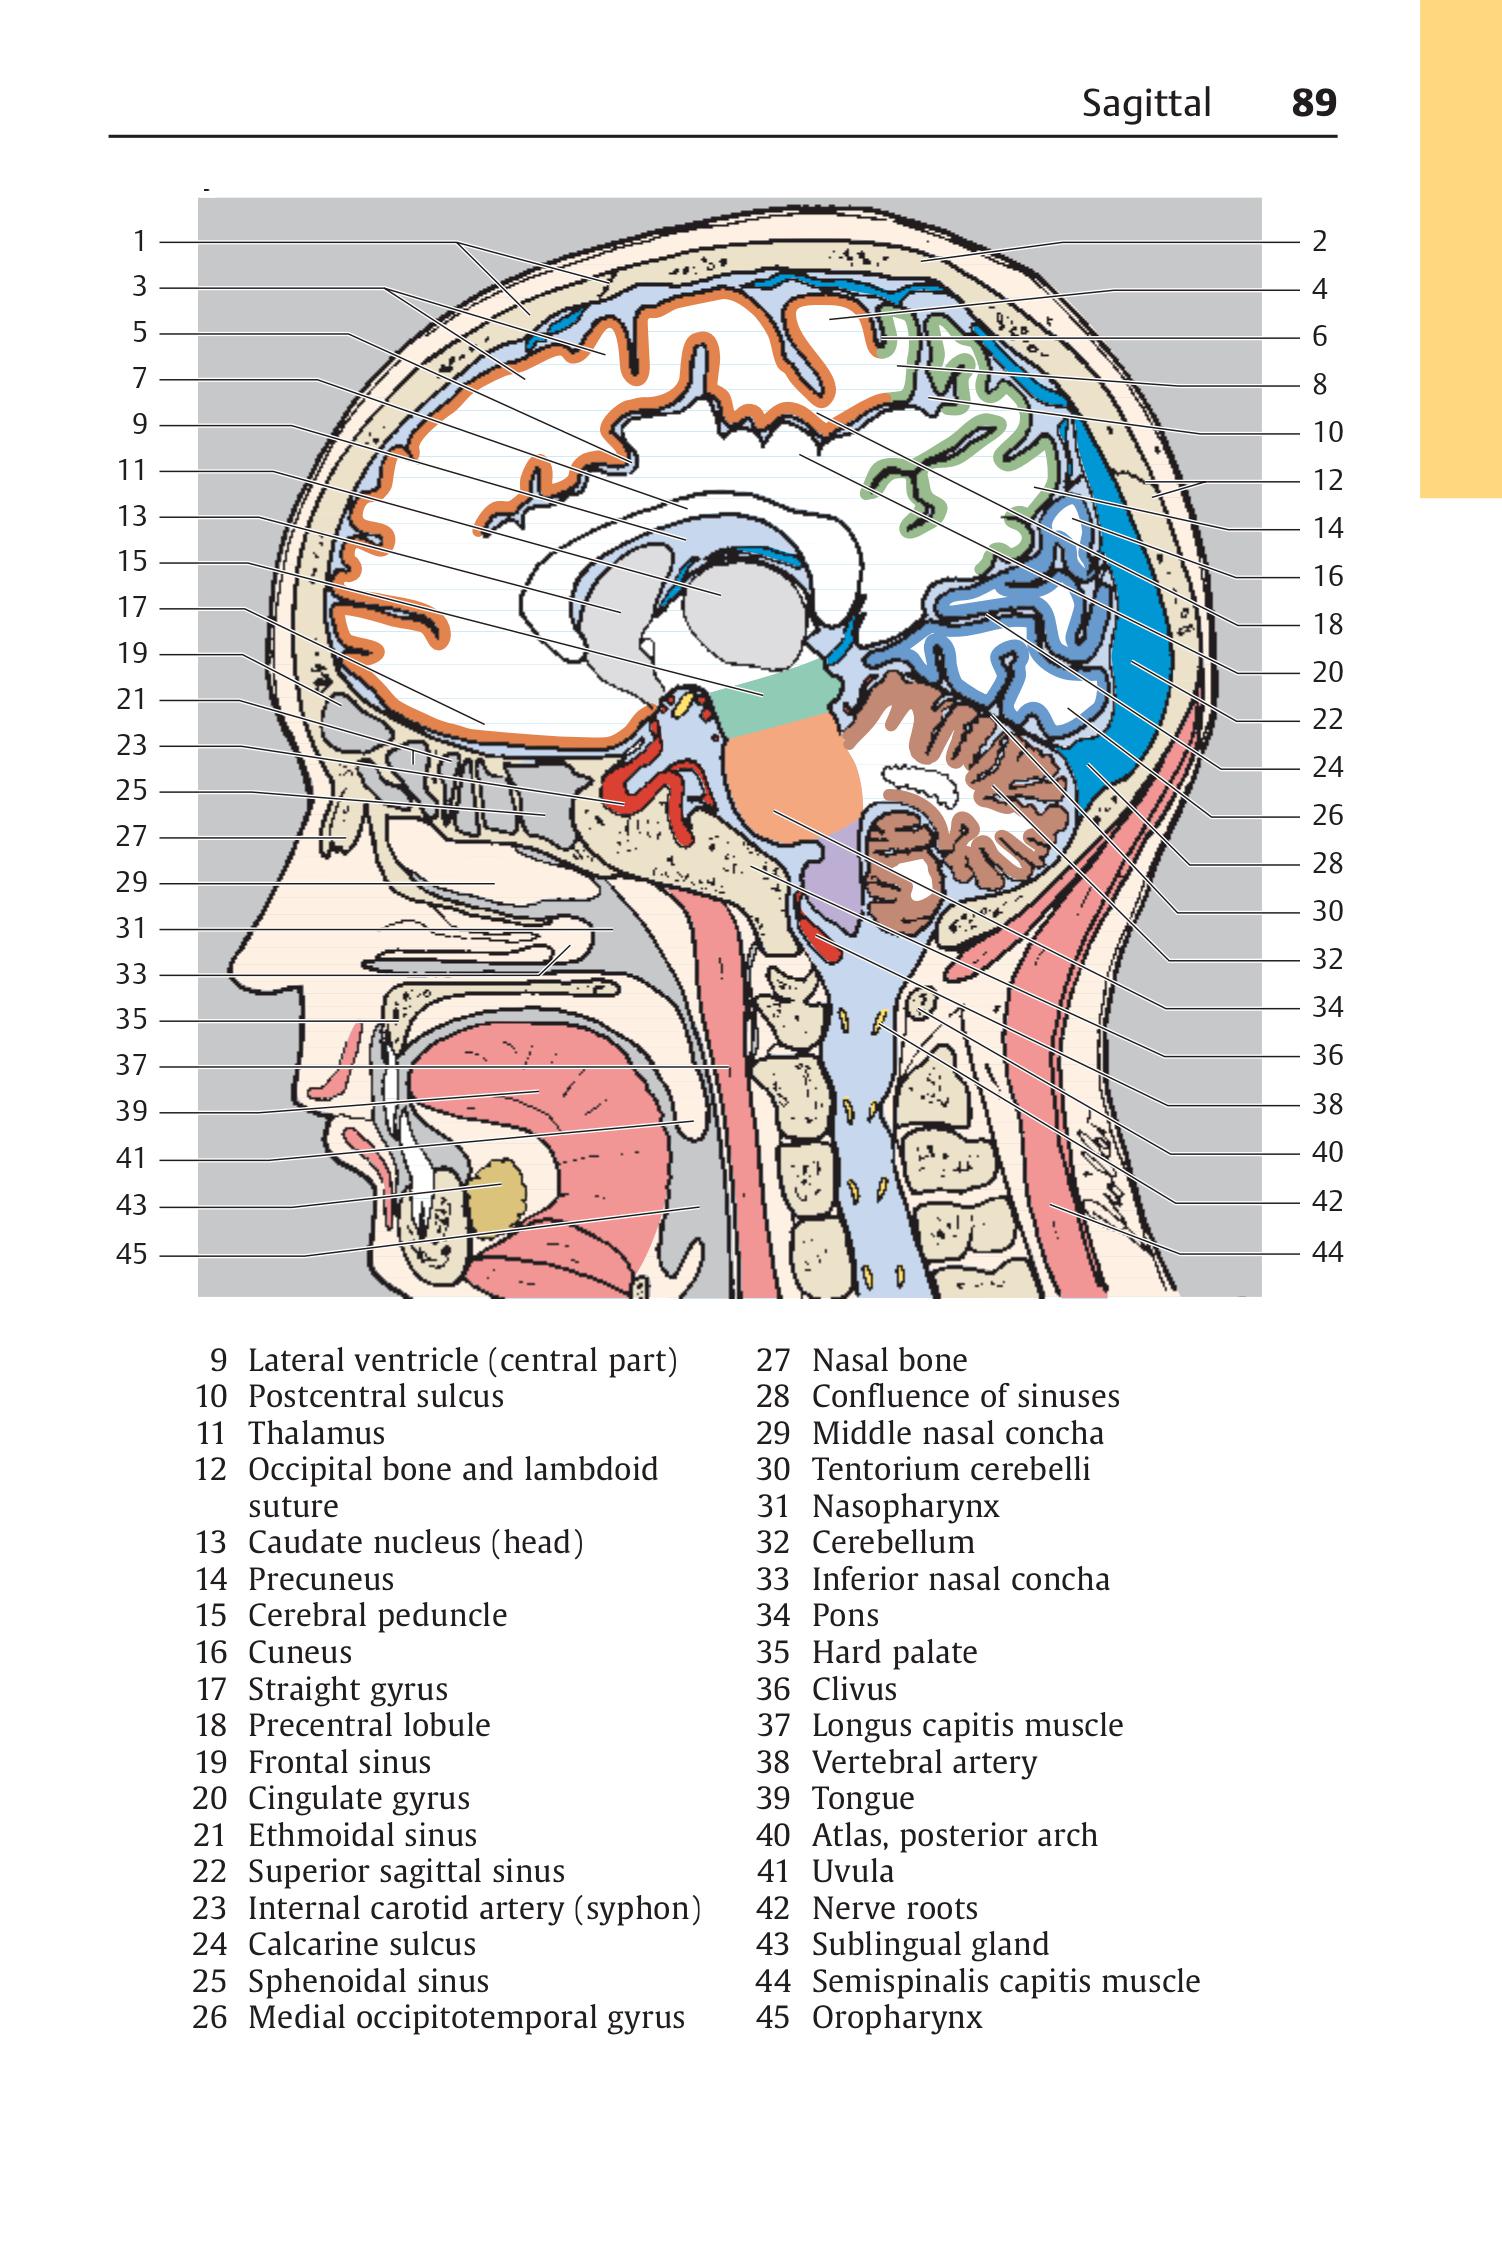 Sagittal 89
1
3
5
7
9
11
13
15
17
19
21
23
25
27
29
31
33
35
37
39
41
43
45
2
4
6
8
10
12
14
16
18
20
22
24
26
28
30
32
34
36
38
40
42
44
9 Lateral ventricle (central part)
10 Postcentral sulcus
11 Thalamus
12 Occipital bone and lambdoid
suture
13 Caudate nucleus (head)
14 Precuneus
15 Cerebral peduncle
16 Cuneus
17 Straight gyrus
18 Precentral lobule
19 Frontal sinus
20 Cingulate gyrus
21 Ethmoidal sinus
22 Superior sagittal sinus
23 Internal carotid artery (syphon)
24 Calcarine sulcus
25 Sphenoidal sinus
26 Medial occipitotemporal gyrus
27 Nasal bone
28 Confluence of sinuses
29 Middle nasal concha
30 Tentorium cerebelli
31 Nasopharynx
32 Cerebellum
33 Inferior nasal concha
34 Pons
35 Hard palate
36 Clivus
37 Longus capitis muscle
38 Vertebral artery
39 Tongue
40 Atlas, posterior arch
41 Uvula
42 Nerve roots
43 Sublingual gland
44 Semispinalis capitis muscle
45 Oropharynx